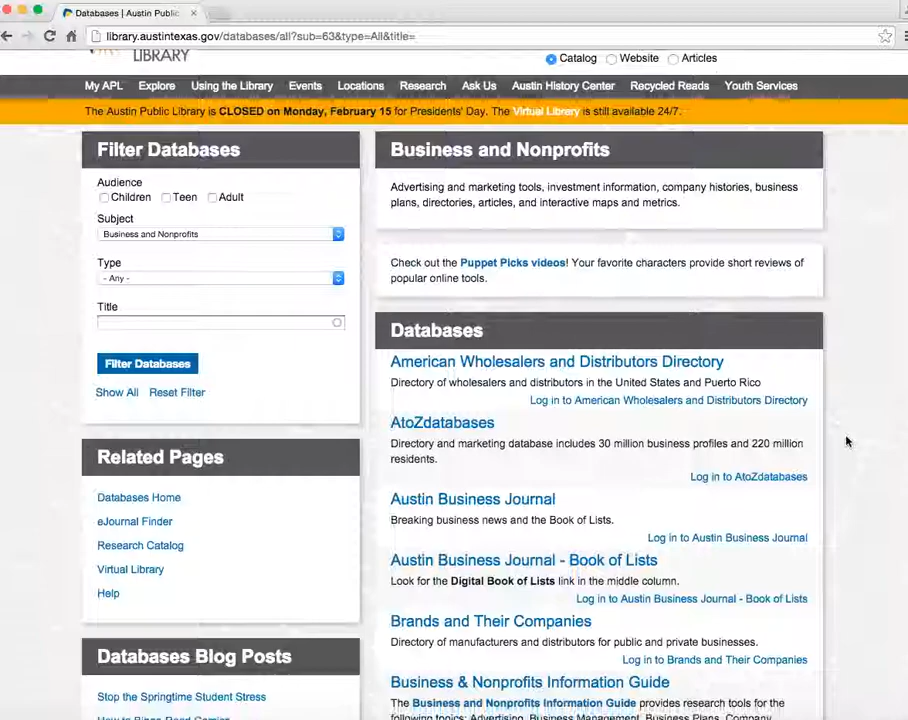 Databases | Austin Public
library.austintexas.gov/databases/all?sub=63&type=All&title=
LIBRARY
Catalog Website Articles
My APL Explore Using the Library Events Locations Research Ask Us Austin History Center Recycled Reads Youth Services
The Austin Public Library is CLOSED on Monday, February 15 for Presidents' Day. The Virtual Library is still available 24/7.
Filter Databases
Audience
Children Teen Adult
Subject
Business and Nonprofits
Type
- Any -
Title
Filter Databases
Show All Reset Filter
Related Pages
Databases Home
eJournal Finder
Research Catalog
Virtual Library
Help
Databases Blog Posts
Stop the Springtime Student Stress
Business and Nonprofits
Advertising and marketing tools, investment information, company histories, business
plans, directories, articles, and interactive maps and metrics.
Check out the Puppet Picks videos! Your favorite characters provide short reviews of
popular online tools.
Databases
American Wholesalers and Distributors Directory
Directory of wholesalers and distributors in the United States and Puerto Rico
Log in to American Wholesalers and Distributors Directory
AtoZdatabases
Directory and marketing database includes 30 million business profiles and 220 million
residents.
Log in to AtoZdatabases
Austin Business Journal
Breaking business news and the Book of Lists.
Log in to Austin Business Journal
Austin Business Journal - Book of Lists
Look for the Digital Book of Lists link in the middle column.
Log in to Austin Business Journal - Book of Lists
Brands and Their Companies
Directory of manufacturers and distributors for public and private businesses.
Log in to Brands and Their Companies
Business & Nonprofits Information Guide
The Business and Nonprofits Information Guide provides research tools for the
following topics: Advertising, Business Management, Business Plans, Company